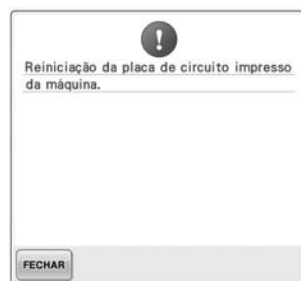 Reiniciação da placa de circuito impresso
da máquina.
FECHAR